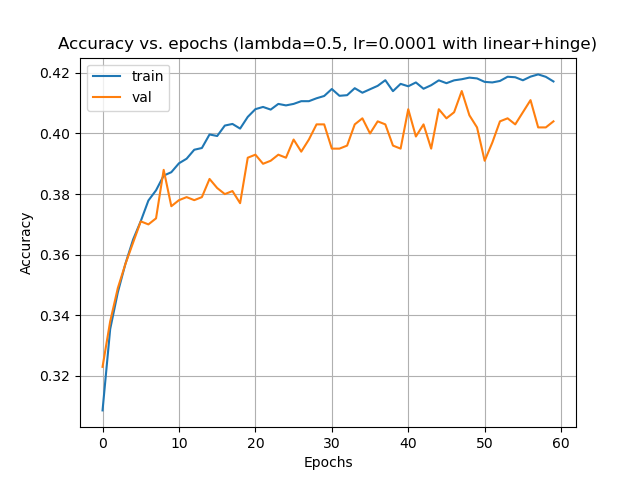 Accuracy vs. epochs (lambda=0.5, lr=0.0001 with linear+hinge)
train
val
0.42
0.40
0.38
0.36
0.34
0.32
Accuracy
0 10 20 30 40 50 60
Epochs